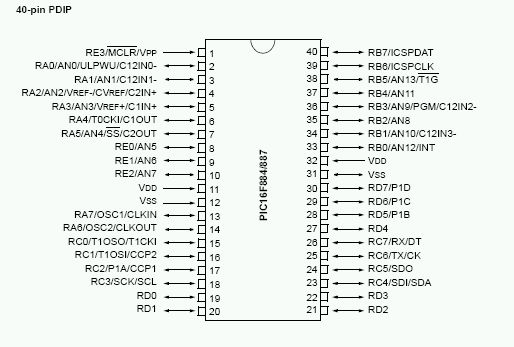 40-pin PDIP
RE3/MCLR/VPP 1
RA0/AN0/ULPWU/C12IN0- 2
RA1/AN1/C12IN1- 3
RA2/AN2/VREF-/CVREF/C2IN+ 4
RA3/AN3/VREF+/C1IN+ 5
RA4/T0CKI/C1OUT 6
RA5/AN4/SS/C2OUT 7
RE0/AN5 8
RE1/AN6 9
RE2/AN7 10
VDD 11
VSS 12
RA7/OSC1/CLKIN 13
RA6/OSC2/CLKOUT 14
RC0/T1OSO/T1CKI 15
RC1/T1OSI/CCP2 16
RC2/P1A/CCP1 17
RC3/SCK/SCL 18
RD0 19
RD1 20
PIC16F884/887
40 RB7/ICSPDAT
39 RB6/ICSPCLK
38 RB5/AN13/T1G
37 RB4/AN11
36 RB3/AN9/PGM/C12IN2-
35 RB2/AN8
34 RB1/AN10/C12IN3-
33 RB0/AN12/INT
32 VDD
31 VSS
30 RD7/P1D
29 RD6/P1C
28 RD5/P1B
27 RD4
26 RC7/RX/DT
25 RC6/TX/CK
24 RC5/SDO
23 RC4/SDI/SDA
22 RD3
21 RD2